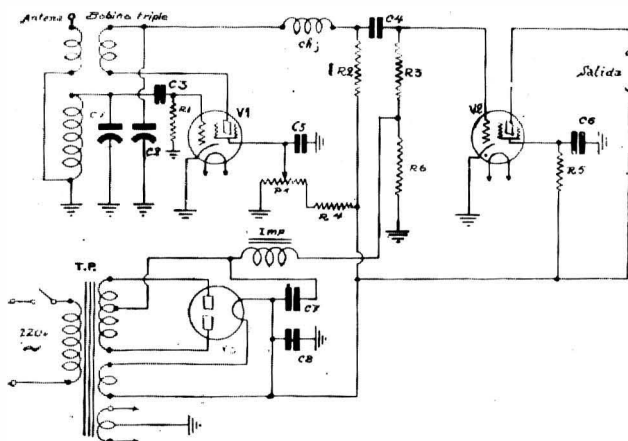 Antena
Bobina triple
Chj
C4
R2
R3
Salida
C3
R1
V1
V2
C1
C2
C5
C6
P1
R4
R6
R5
Imp
T.P.
220v
C7
C8